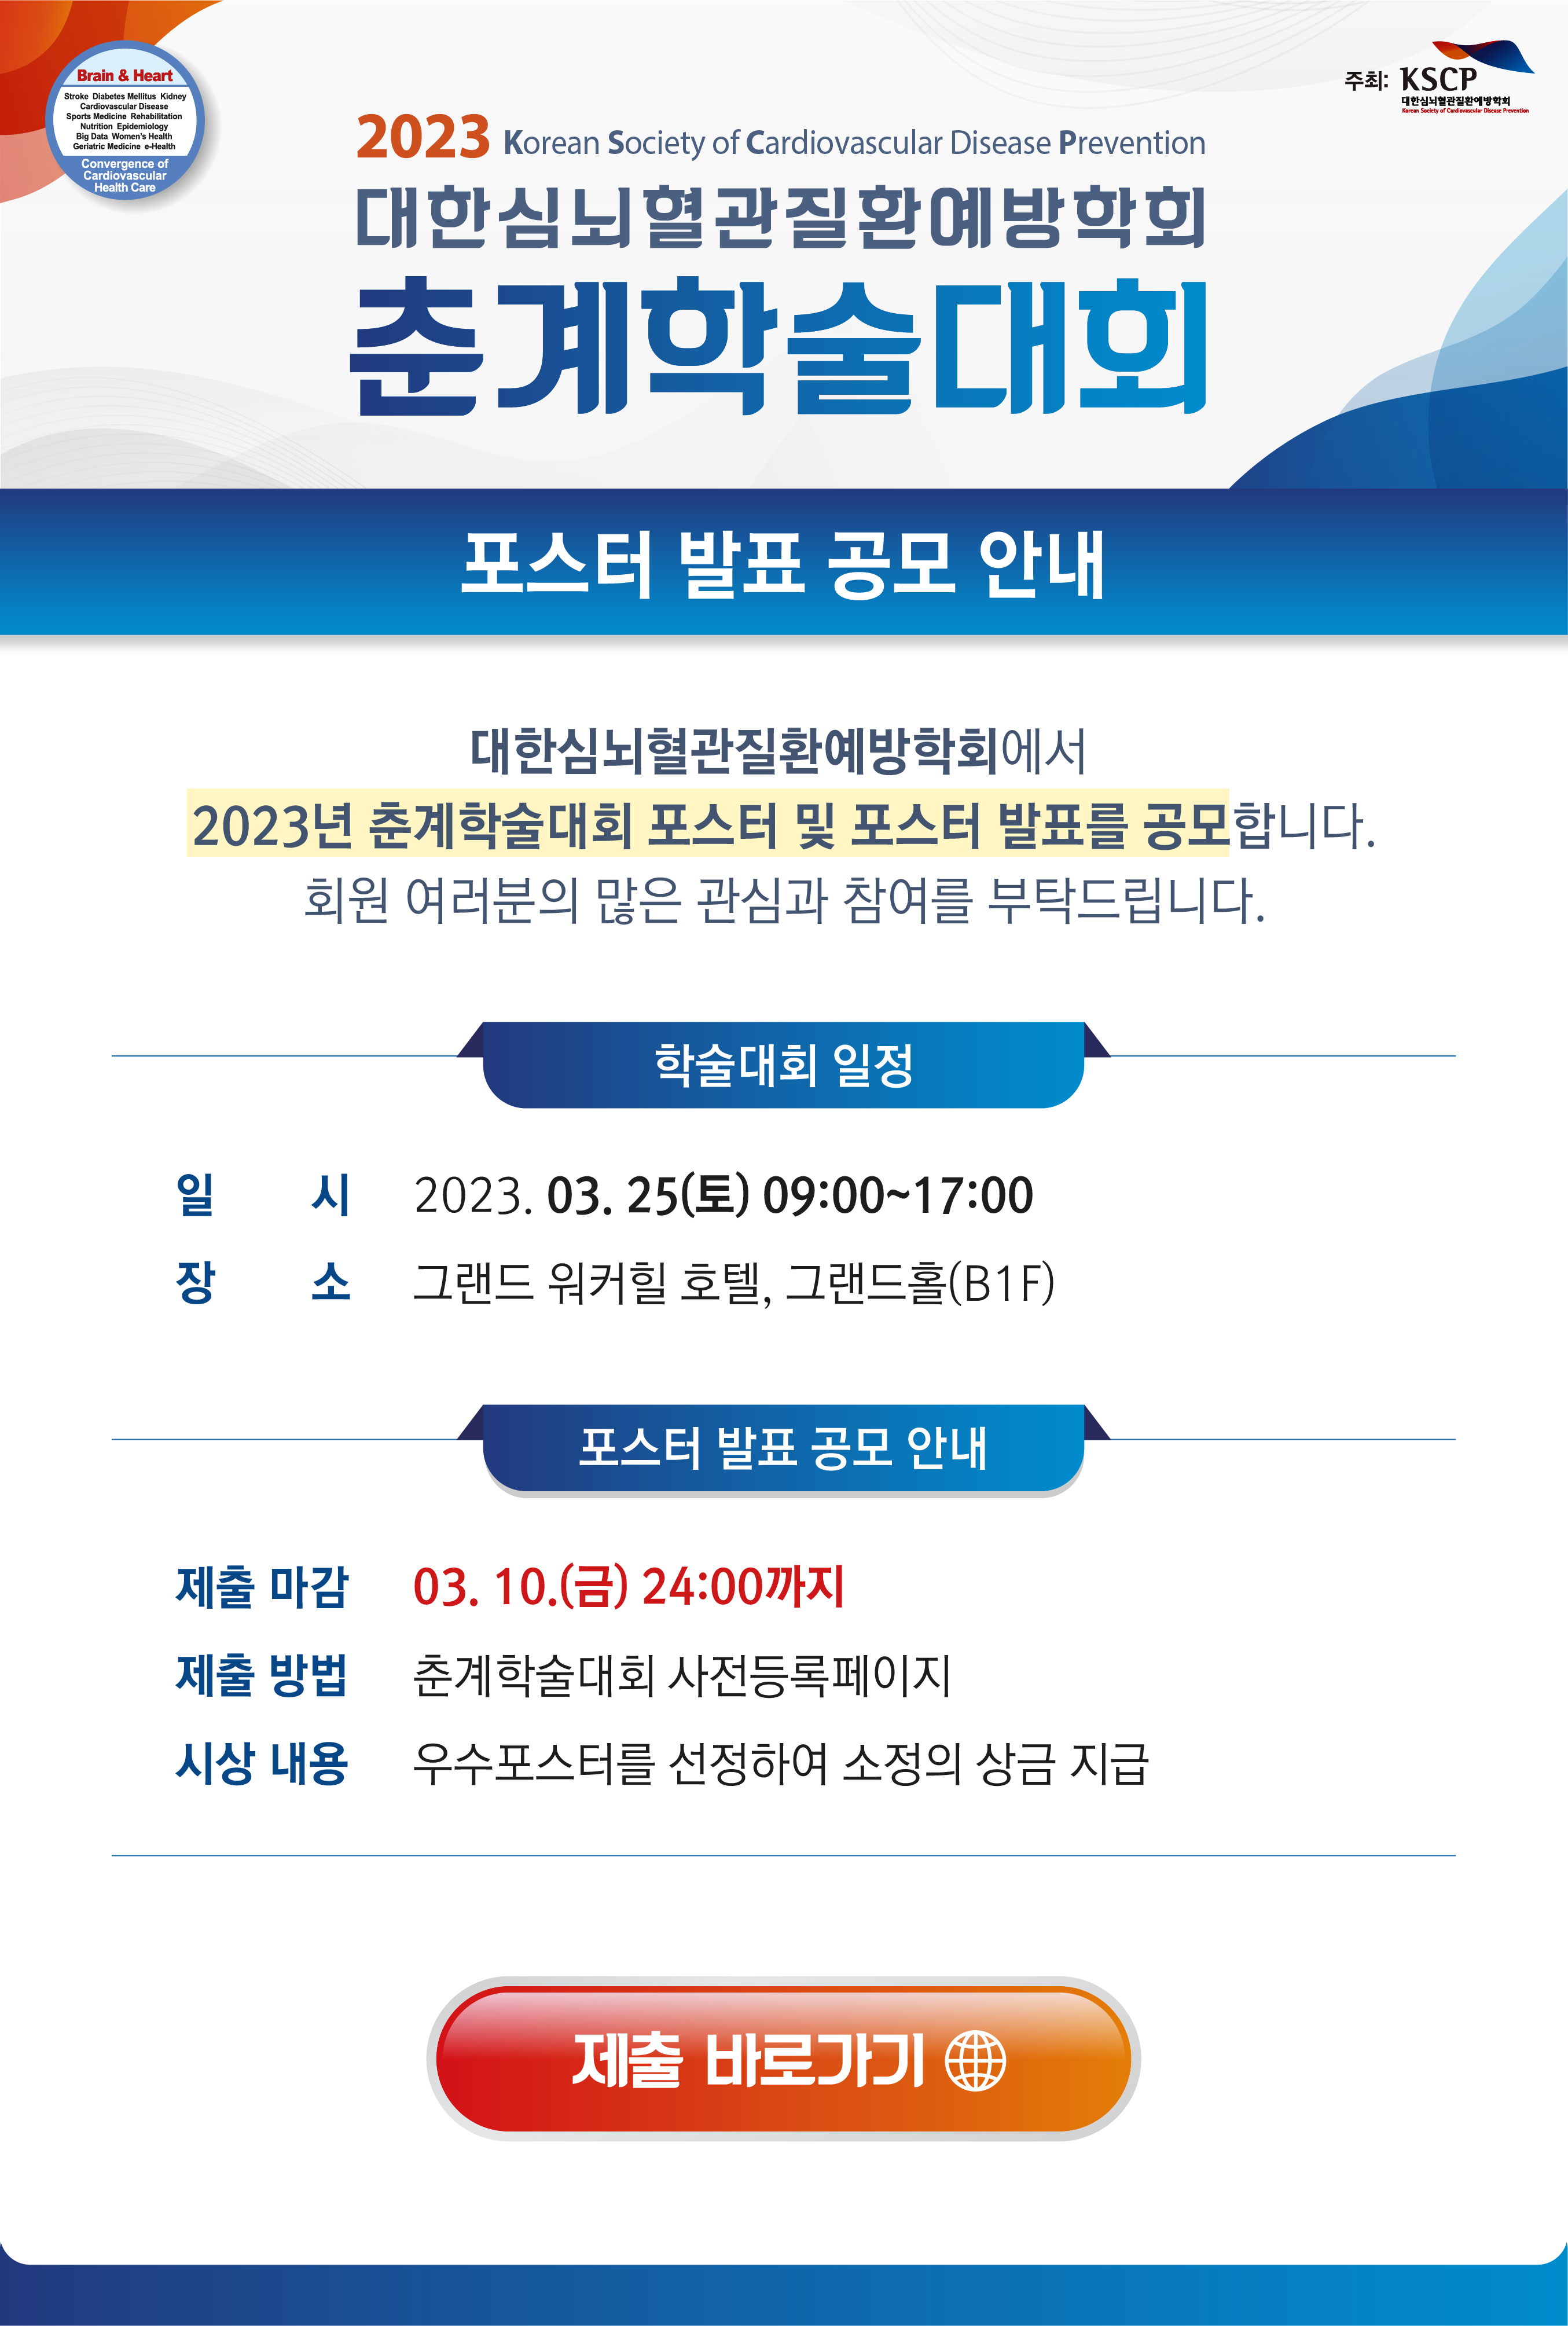 Brain & Heart
Stroke Diabetes Mellitus Kidney
Cardiovascular Disease
Sports Medicine Rehabilitation
Nutrition Epidemiology
Big Data Women's Health
Geriatric Medicine e-Health
Convergence of
Cardiovascular
Health Care
주최: KSCP
대한심뇌혈관질환예방학회
Korean Society of Cardiovascular Disease Prevention
2023 Korean Society of Cardiovascular Disease Prevention
대한심뇌혈관질환예방학회
춘계학술대회
포스터 발표 공모 안내
대한심뇌혈관질환예방학회에서
2023년 춘계학술대회 포스터 및 포스터 발표를 공모합니다.
회원 여러분의 많은 관심과 참여를 부탁드립니다.
학술대회 일정
일 시 2023. 03. 25(토) 09:00~17:00
장 소 그랜드 워커힐 호텔, 그랜드홀(B1F)
포스터 발표 공모 안내
제출 마감 03. 10.(금) 24:00까지
제출 방법 춘계학술대회 사전등록페이지
시상 내용 우수포스터를 선정하여 소정의 상금 지급
제출 바로가기